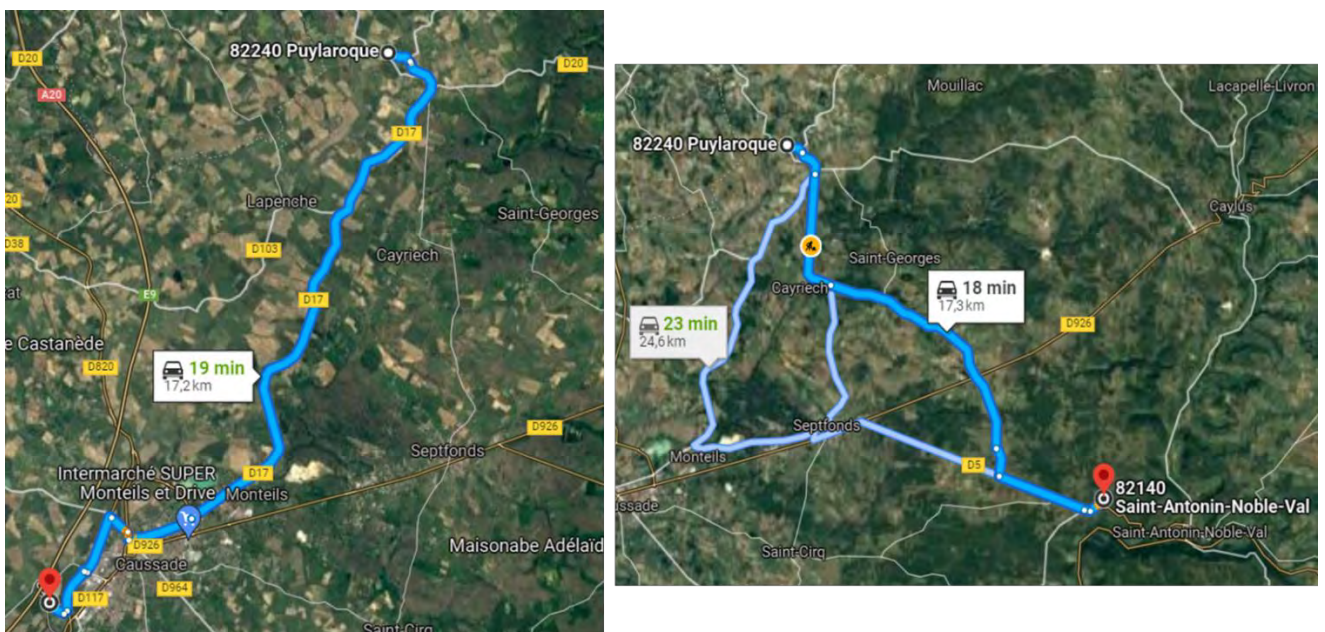 82240 Puylaroque
D20
D20
A20
D17
Lapenche
Saint-Georges
D103
D38
Cayriech
E9
D17
e Castanède
D820
19 min
17,2 km
D926
Septfonds
Intermarché SUPER
Monteils et Drive
D17
Monteils
D926
Caussade
Maisonabe Adélaïd
D964
D117
Saint-Cirq
Mouillac
Lacapelle-Livron
82240 Puylaroque
Caylus
Saint-Georges
Cayriech
18 min
17,3 km
23 min
24,6 km
D926
Septfonds
Monteils
D5
82140
Saint-Antonin-Noble-Val
ussade
Saint-Cirq
Saint-Antonin-Noble-Val